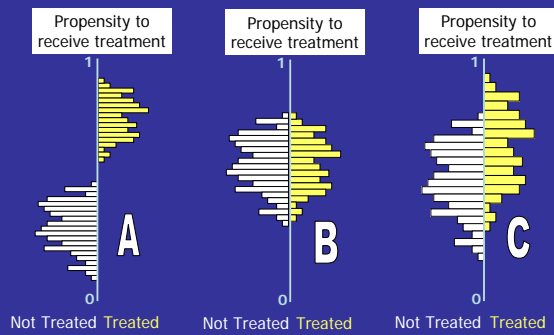 Propensity to
receive treatment
1
A
0
Not Treated Treated
Propensity to
receive treatment
1
B
0
Not Treated Treated
Propensity to
receive treatment
1
C
0
Not Treated Treated